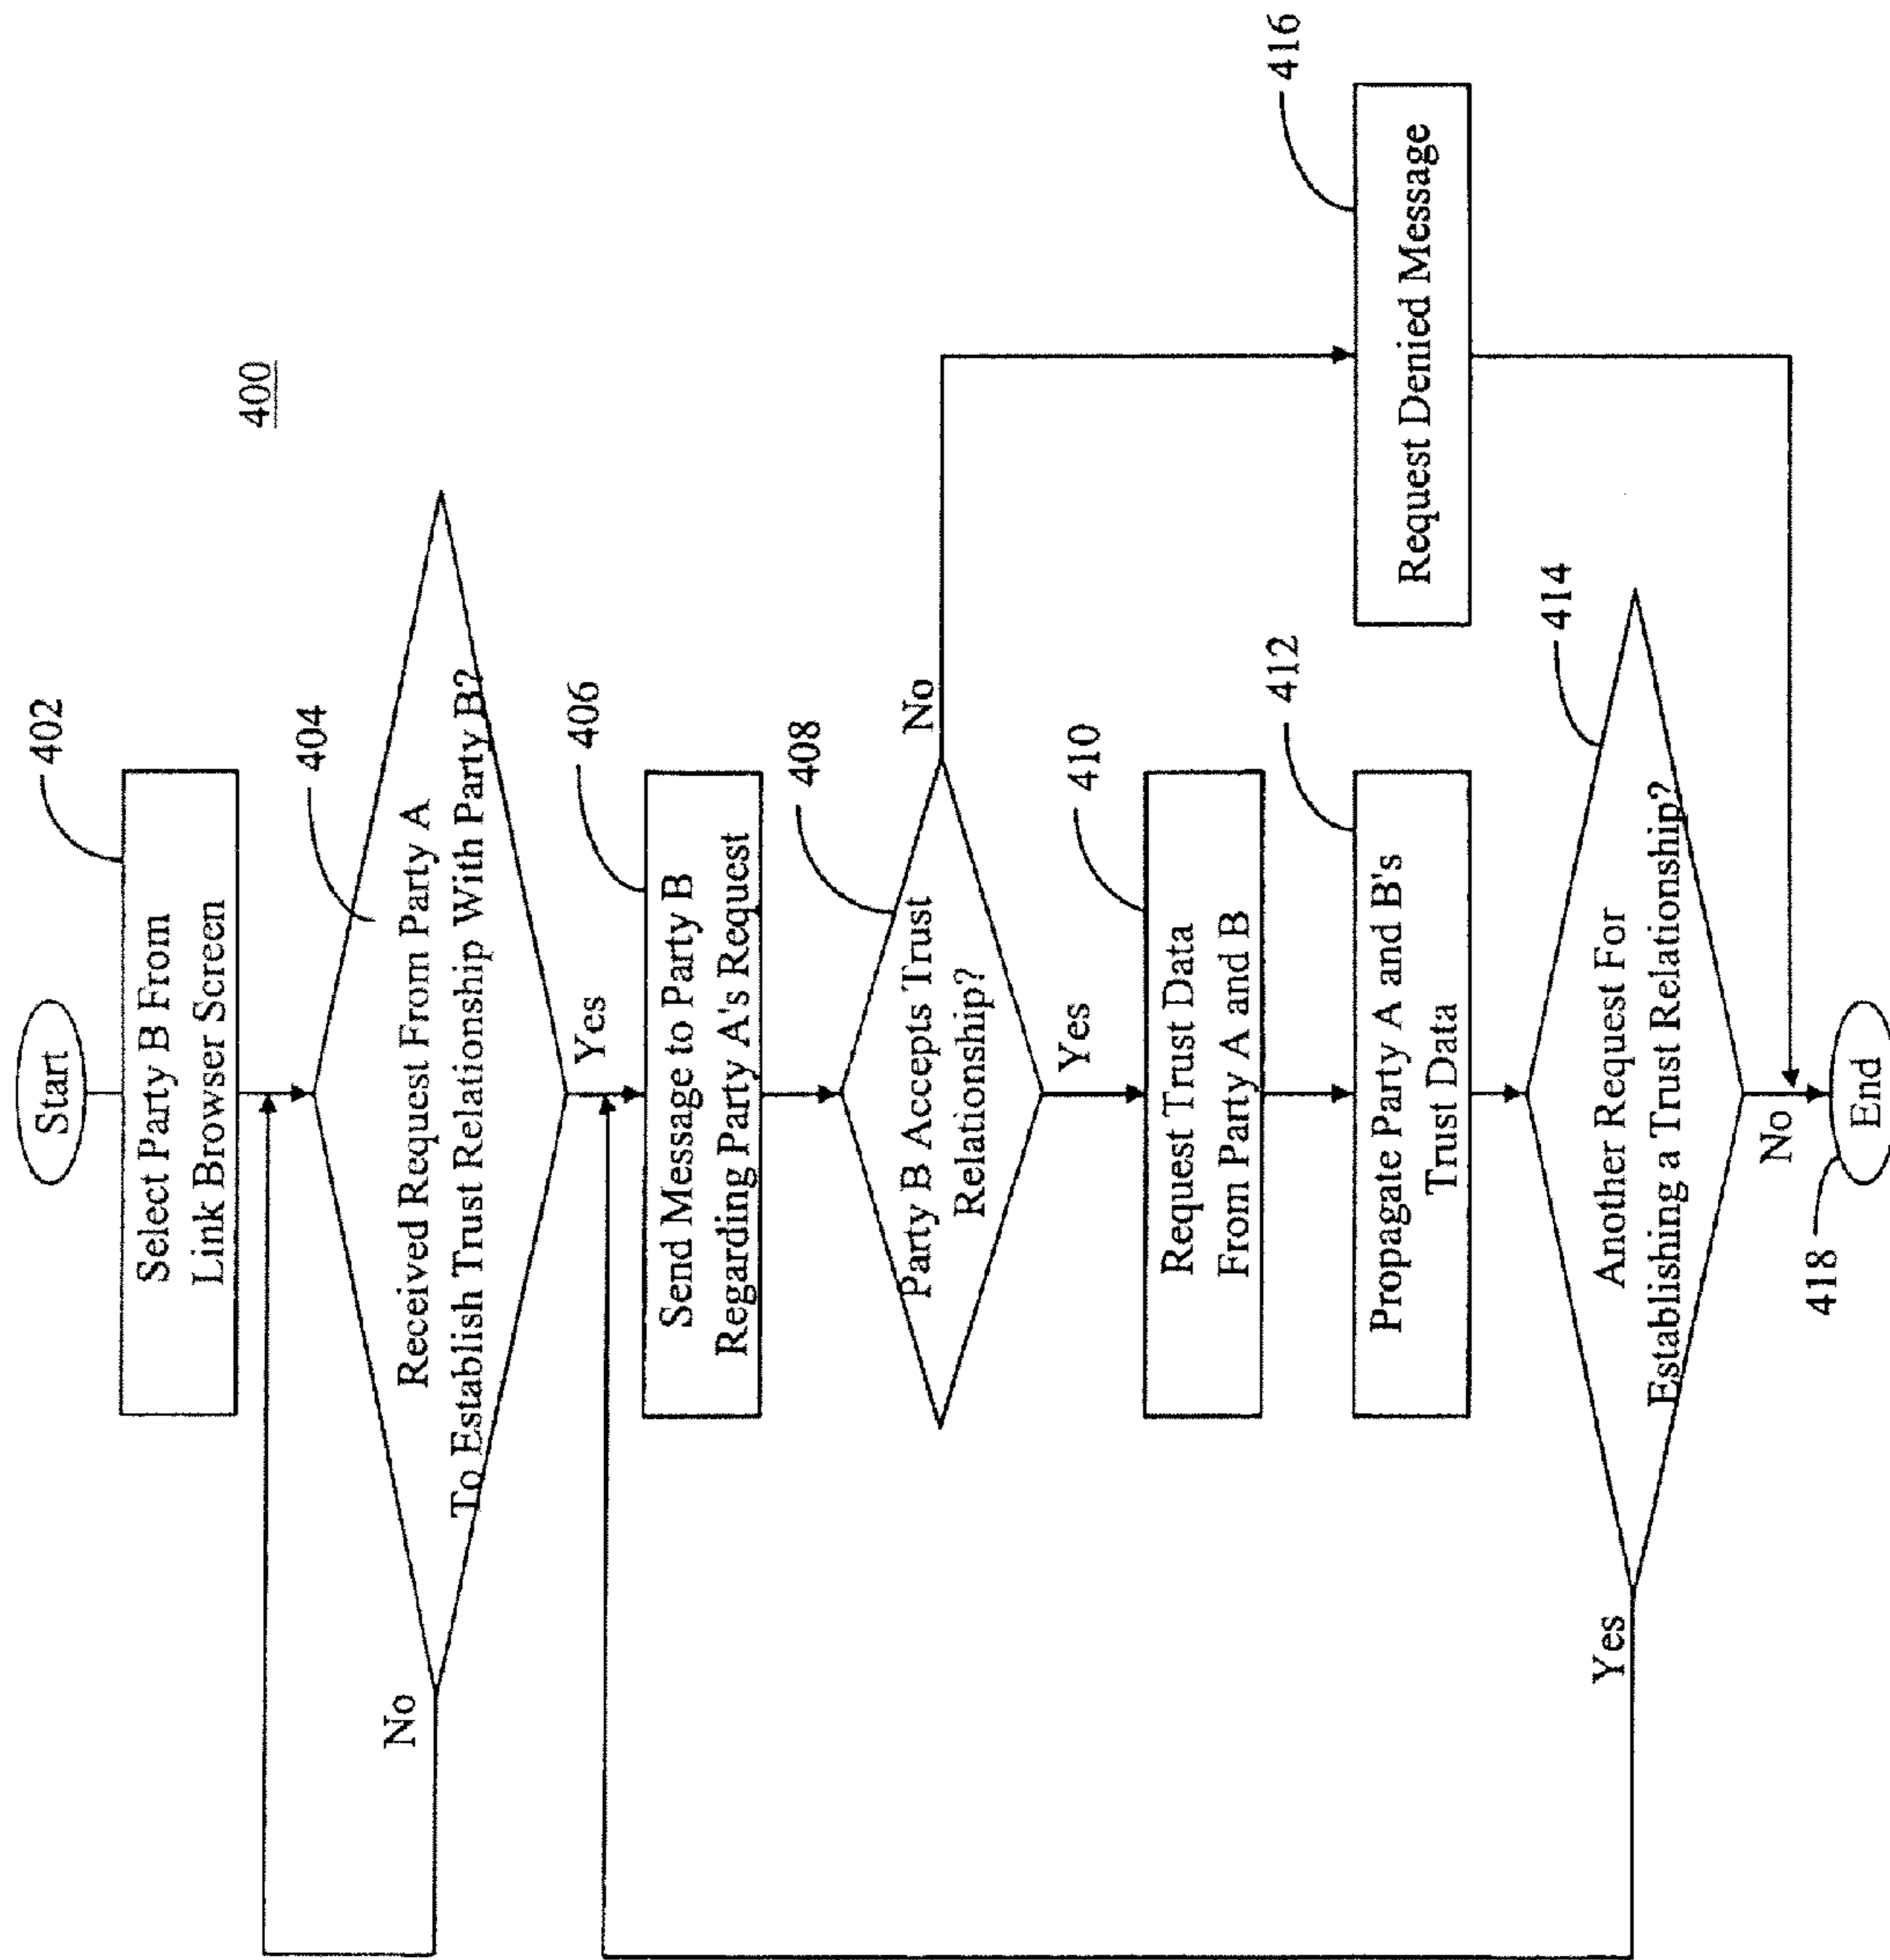 400
Start
402
Select Party B From
Link Browser Screen
404
Received Request From Party A
To Establish Trust Relationship With Party B?
No
Yes
406
Send Message to Party B
Regarding Party A's Request
408
Party B Accepts Trust
Relationship?
No
Yes
410
Request Trust Data
From Party A and B
412
Propagate Party A and B's
Trust Data
416
Request Denied Message
414
Another Request For
Establishing a Trust Relationship?
Yes
No
418
End